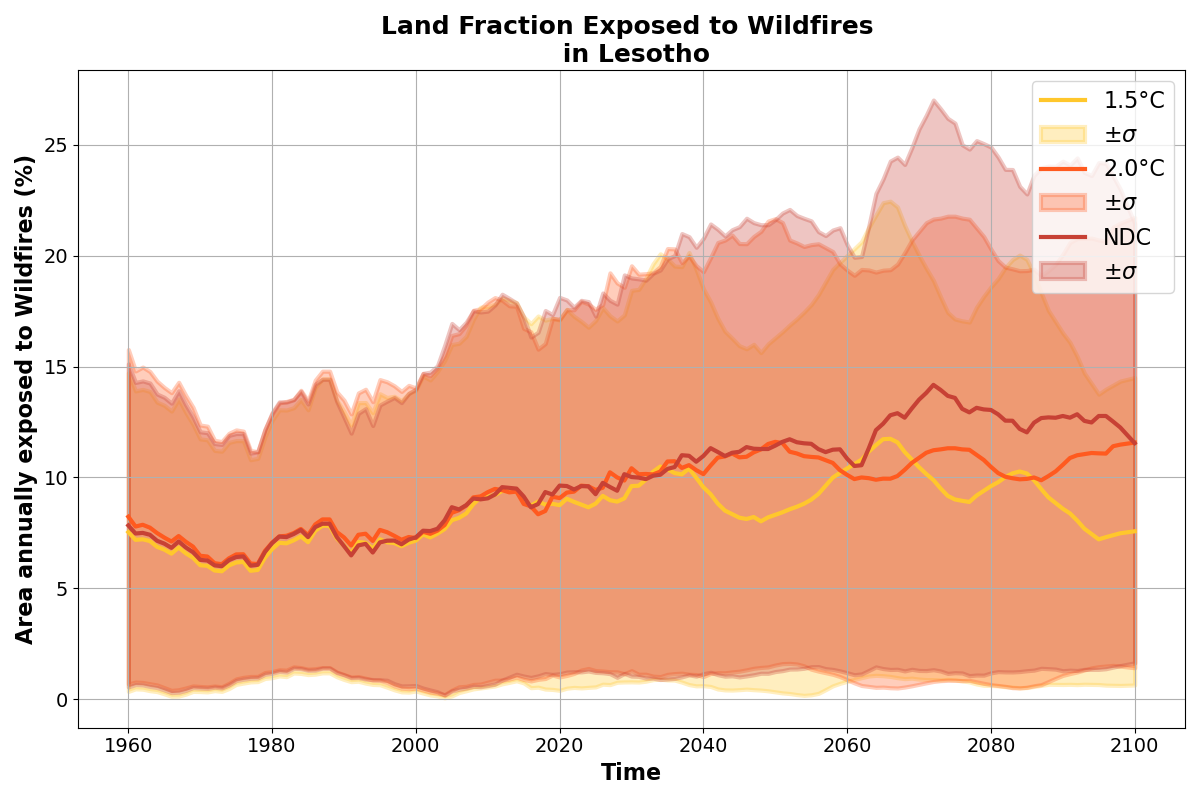 Land Fraction Exposed to Wildfires
in Lesotho
Area annually exposed to Wildfires (%)
25
20
15
10
5
0
1960 1980 2000 2020 2040 2060 2080 2100
Time
1.5°C
±σ
2.0°C
±σ
NDC
±σ